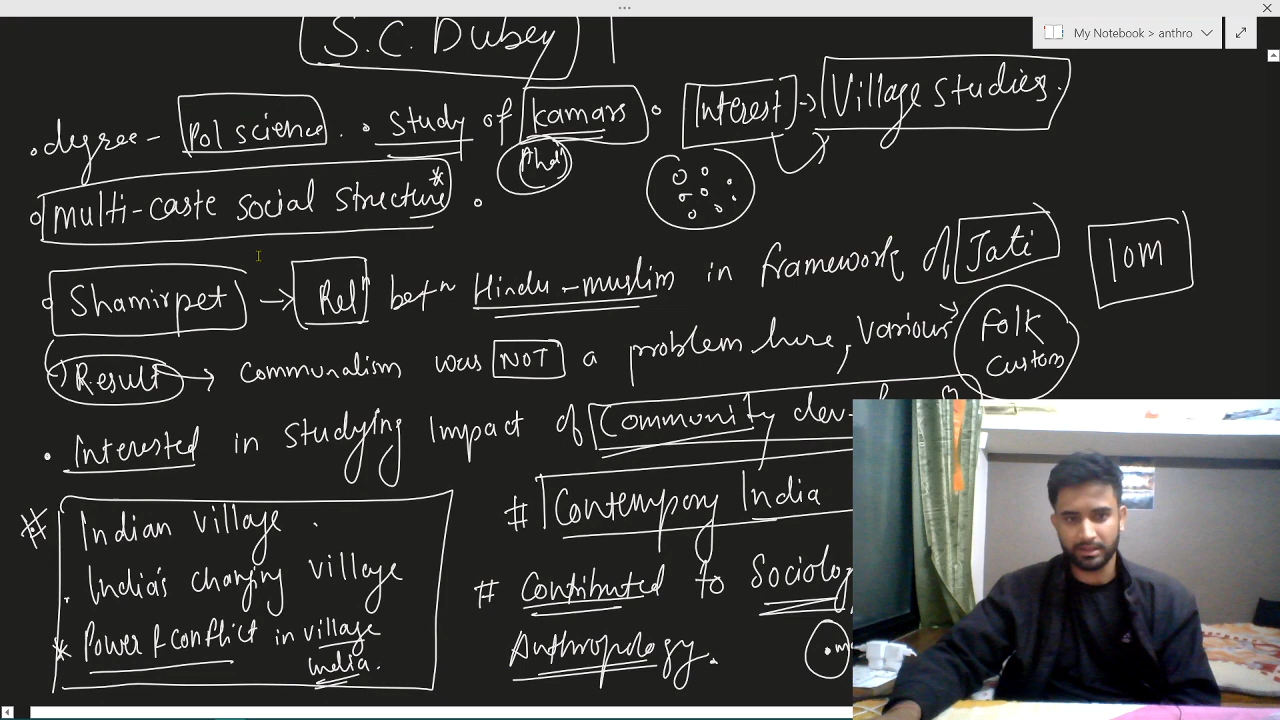 My Notebook > anthro
S.C. Dubey
• degree - Pol science. • Study of kamars • Interest → Village Studies.
(Phd)
• Multi-caste social structure* •
• Shamirpet → Relⁿ betⁿ Hindu-muslim in framework of Jati 10M
Result → communalism was NOT a problem here, various folk custom
• Interested in studying impact of Community
# Indian village.
• India's changing village
* Power & conflict in village India.
# Contempory India
# Contributed to
Anthropology.